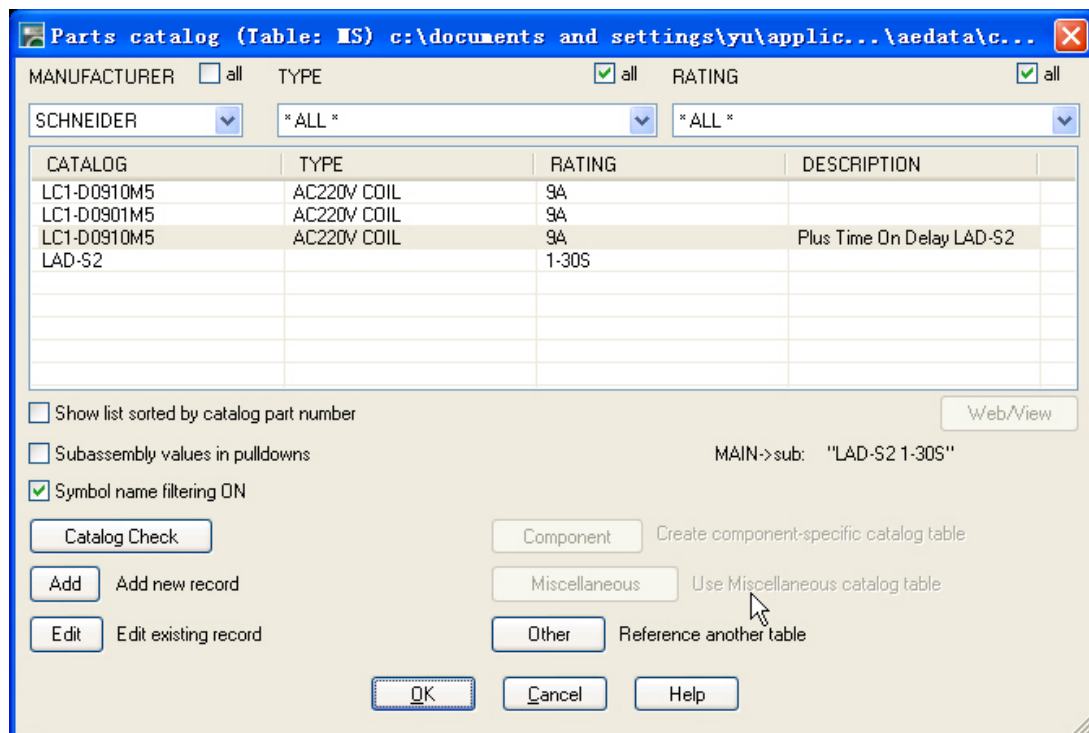 Parts catalog (Table: MS) c:\documents and settings\yu\applic...\aedata\c...
MANUFACTURER all TYPE all RATING all
SCHNEIDER *ALL* *ALL*
CATALOG TYPE RATING DESCRIPTION
LC1-D0910M5 AC220V COIL 9A
LC1-D0901M5 AC220V COIL 9A
LC1-D0910M5 AC220V COIL 9A Plus Time On Delay LAD-S2
LAD-S2 1-30S
Show list sorted by catalog part number Web/View
Subassembly values in pulldowns MAIN->sub: "LAD-S2 1-30S"
Symbol name filtering ON
Catalog Check Component Create component-specific catalog table
Add Add new record Miscellaneous Use Miscellaneous catalog table
Edit Edit existing record Other Reference another table
OK Cancel Help